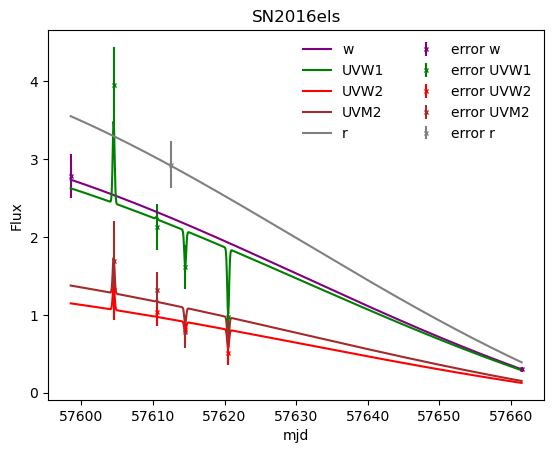 SN2016els
w
UVW1
UVW2
UVM2
r
error w
error UVW1
error UVW2
error UVM2
error r
Flux
4
3
2
1
0
57600 57610 57620 57630 57640 57650 57660
mjd